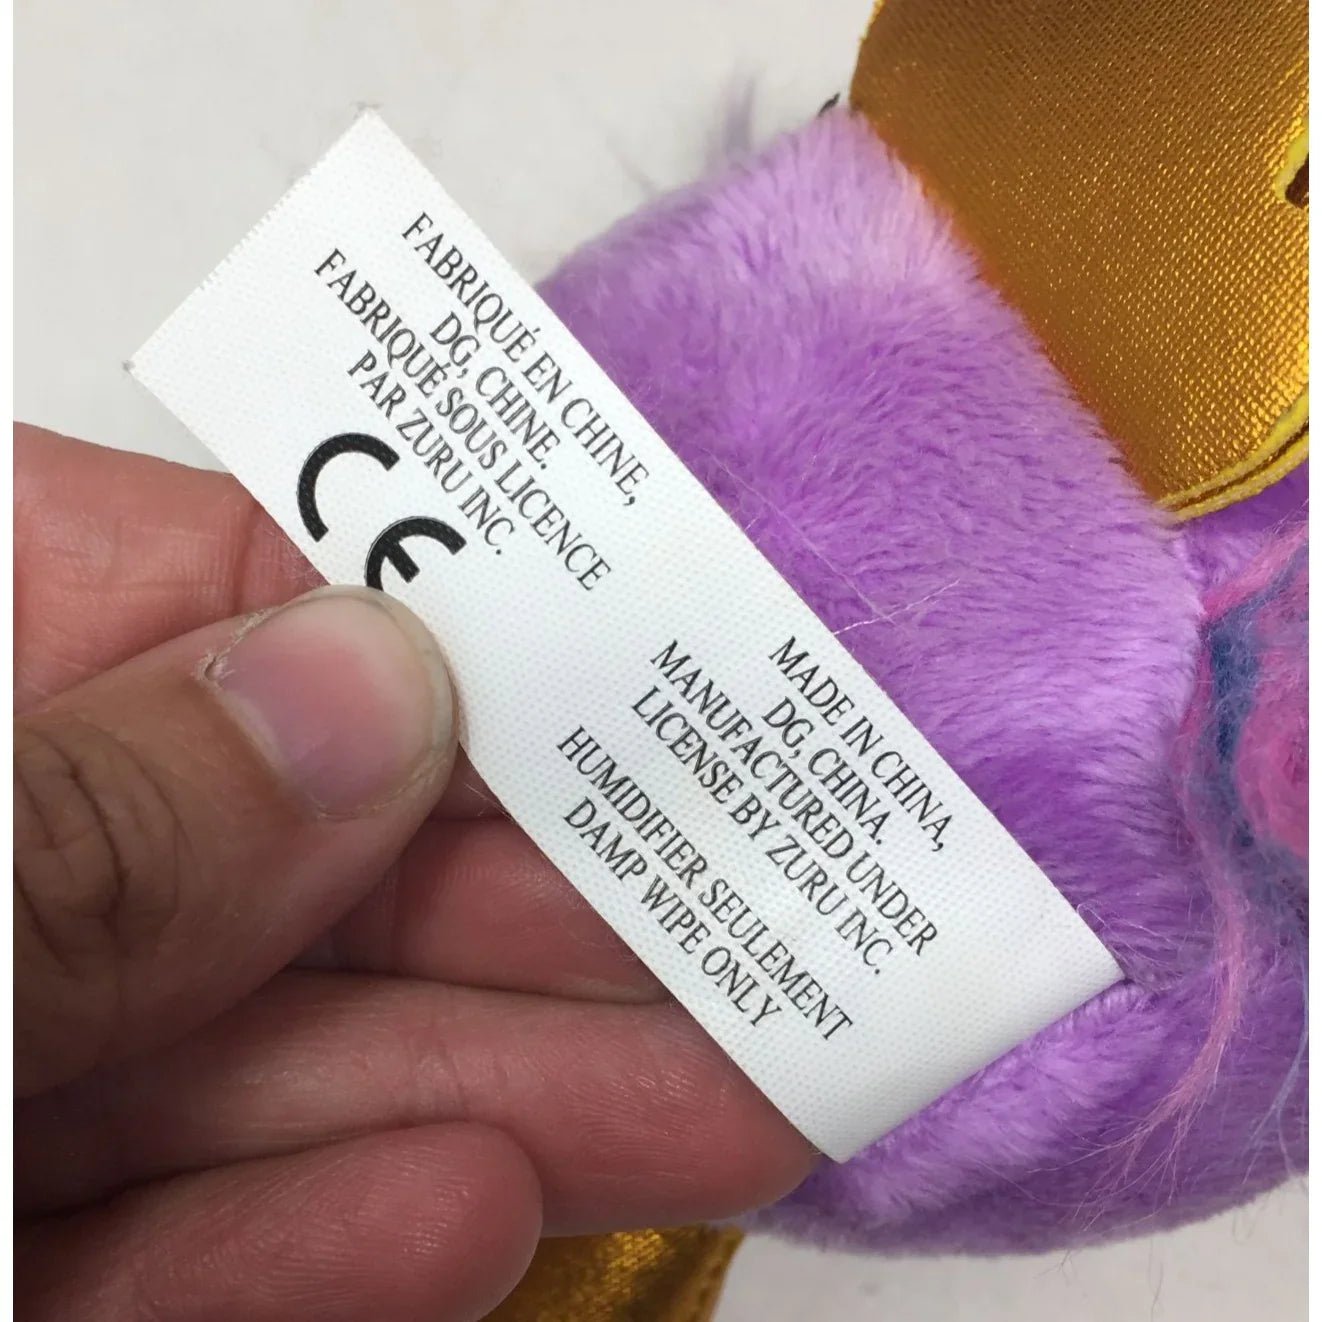 FABRIQUÉ EN CHINE,
DG, CHINE.
FABRIQUÉ SOUS LICENCE
PAR ZURU INC.
CE
MADE IN CHINA,
DG, CHINA.
MANUFACTURED UNDER
LICENSE BY ZURU INC.
HUMIDIFIER SEULEMENT
DAMP WIPE ONLY